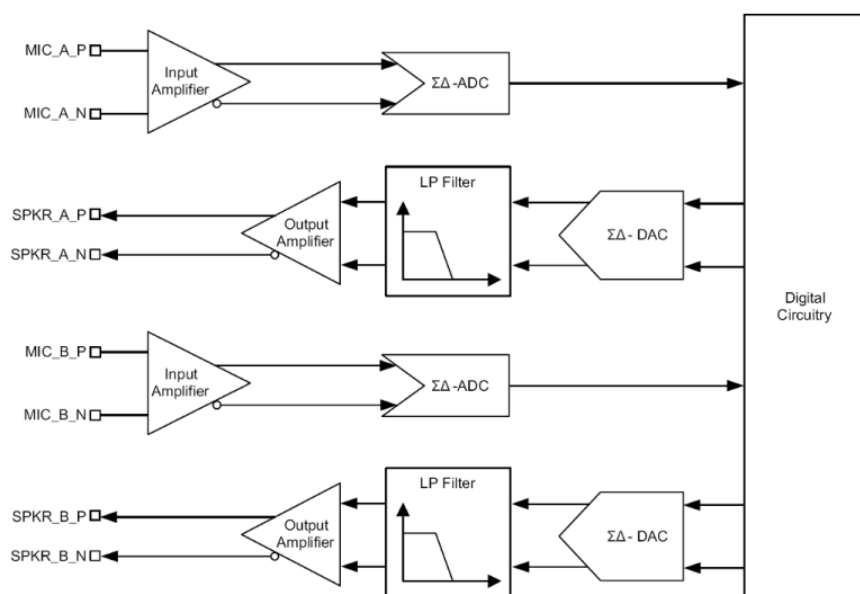 MIC_A_P
Input
Amplifier
MIC_A_N
ΣΔ-ADC
LP Filter
SPKR_A_P
Output
Amplifier
SPKR_A_N
ΣΔ- DAC
Digital
Circuitry
MIC_B_P
Input
Amplifier
MIC_B_N
ΣΔ-ADC
LP Filter
SPKR_B_P
Output
Amplifier
SPKR_B_N
ΣΔ- DAC